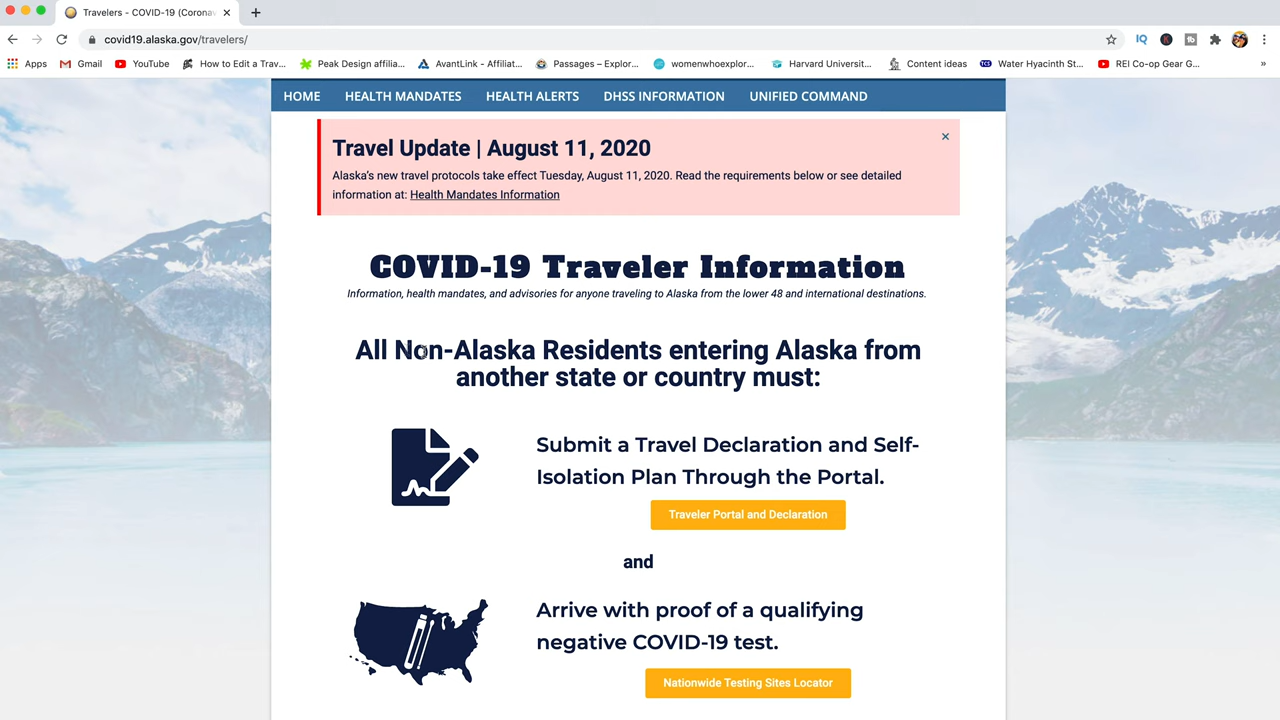 Travelers - COVID-19 (Coronav
covid19.alaska.gov/travelers/
Apps Gmail YouTube How to Edit a Trav... Peak Design affilia... AvantLink - Affiliat... Passages – Explor... womenwhoexplor... Harvard Universit... Content ideas Water Hyacinth St... REI Co-op Gear G... »
HOME HEALTH MANDATES HEALTH ALERTS DHSS INFORMATION UNIFIED COMMAND
Travel Update | August 11, 2020
Alaska's new travel protocols take effect Tuesday, August 11, 2020. Read the requirements below or see detailed
information at: Health Mandates Information
COVID-19 Traveler Information
Information, health mandates, and advisories for anyone traveling to Alaska from the lower 48 and international destinations.
All Non-Alaska Residents entering Alaska from
another state or country must:
Submit a Travel Declaration and Self-
Isolation Plan Through the Portal.
Traveler Portal and Declaration
and
Arrive with proof of a qualifying
negative COVID-19 test.
Nationwide Testing Sites Locator